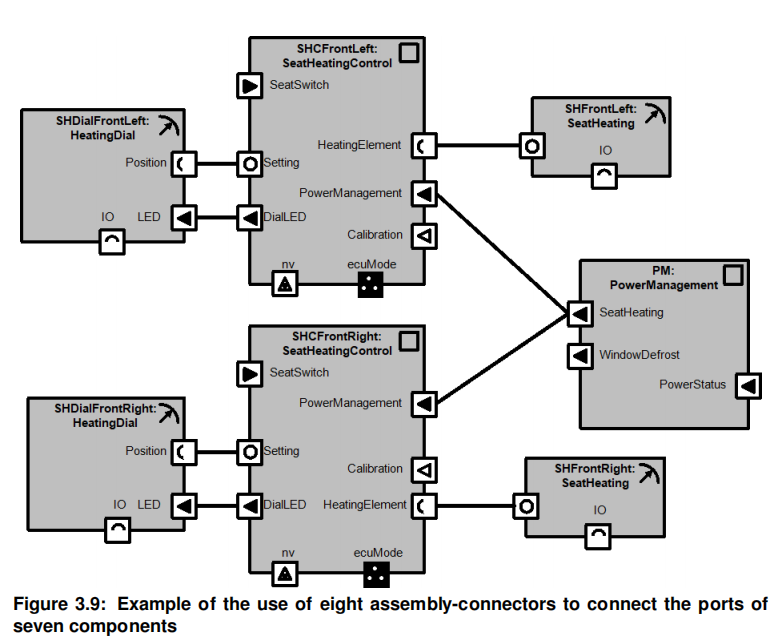 SHCFrontLeft:
SeatHeatingControl
SeatSwitch
HeatingElement
Setting
PowerManagement
DialLED
Calibration
nv
ecuMode
SHDialFrontLeft:
HeatingDial
Position
IO
LED
SHFrontLeft:
SeatHeating
IO
PM:
PowerManagement
SeatHeating
WindowDefrost
PowerStatus
SHCFrontRight:
SeatHeatingControl
SeatSwitch
PowerManagement
Setting
Calibration
DialLED
HeatingElement
nv
ecuMode
SHDialFrontRight:
HeatingDial
Position
IO
LED
SHFrontRight:
SeatHeating
IO
Figure 3.9: Example of the use of eight assembly-connectors to connect the ports of
seven components